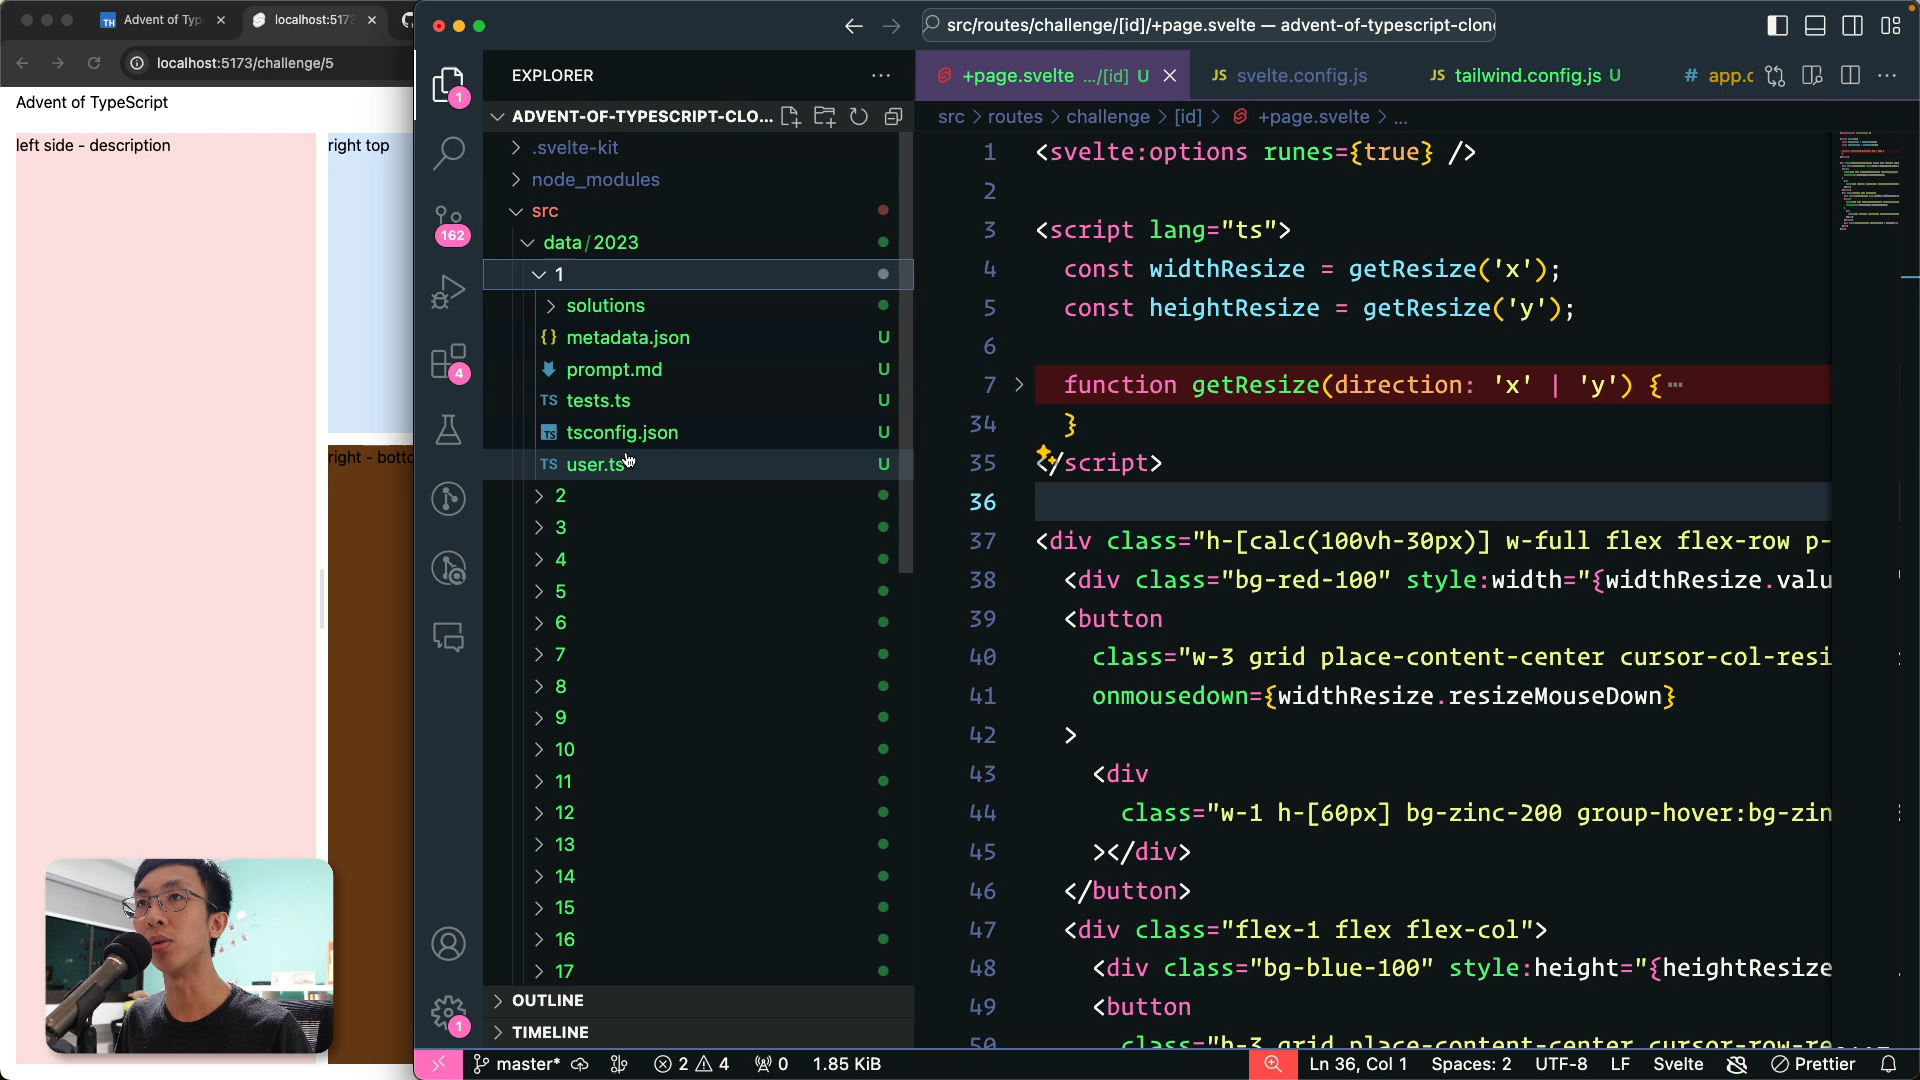 Advent of Typ
localhost:5173
localhost:5173/challenge/5
Advent of TypeScript
left side - description
right top
right - botto
src/routes/challenge/[id]/+page.svelte — advent-of-typescript-clon
EXPLORER
ADVENT-OF-TYPESCRIPT-CLO...
.svelte-kit
node_modules
src
data / 2023
1
solutions
{} metadata.json U
prompt.md U
TS tests.ts U
TS tsconfig.json U
TS user.ts U
2
3
4
5
6
7
8
9
10
11
12
13
14
15
16
17
OUTLINE
TIMELINE
1
162
4
1
+page.svelte .../[id] U
JS svelte.config.js
JS tailwind.config.js U
# app.c
src > routes > challenge > [id] > +page.svelte > ...
1 <svelte:options runes={true} />
2
3 <script lang="ts">
4 const widthResize = getResize('x');
5 const heightResize = getResize('y');
6
7 function getResize(direction: 'x' | 'y') {⋯
34 }
35 </script>
36
37 <div class="h-[calc(100vh-30px)] w-full flex flex-row p-
38 <div class="bg-red-100" style:width="{widthResize.valu
39 <button
40 class="w-3 grid place-content-center cursor-col-resi
41 onmousedown={widthResize.resizeMouseDown}
42 >
43 <div
44 class="w-1 h-[60px] bg-zinc-200 group-hover:bg-zin
45 ></div>
46 </button>
47 <div class="flex-1 flex flex-col">
48 <div class="bg-blue-100" style:height="{heightResize
49 <button
50 class="h-3 grid place-content-center cursor-row-re
master* 2 4 0 1.85 KiB
Ln 36, Col 1 Spaces: 2 UTF-8 LF Svelte Prettier